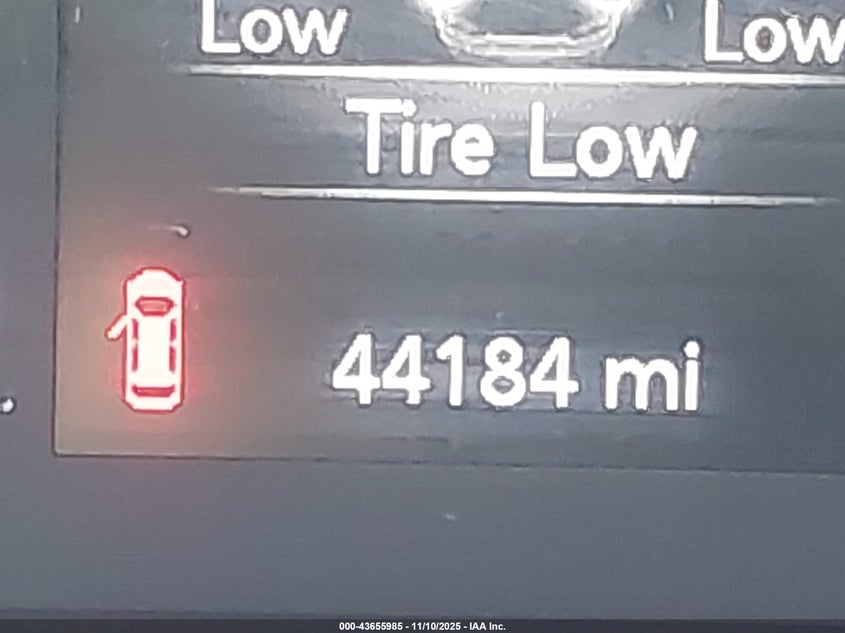 Low Low
Tire Low
44184 mi
000-43655985 - 11/10/2025 - IAA Inc.